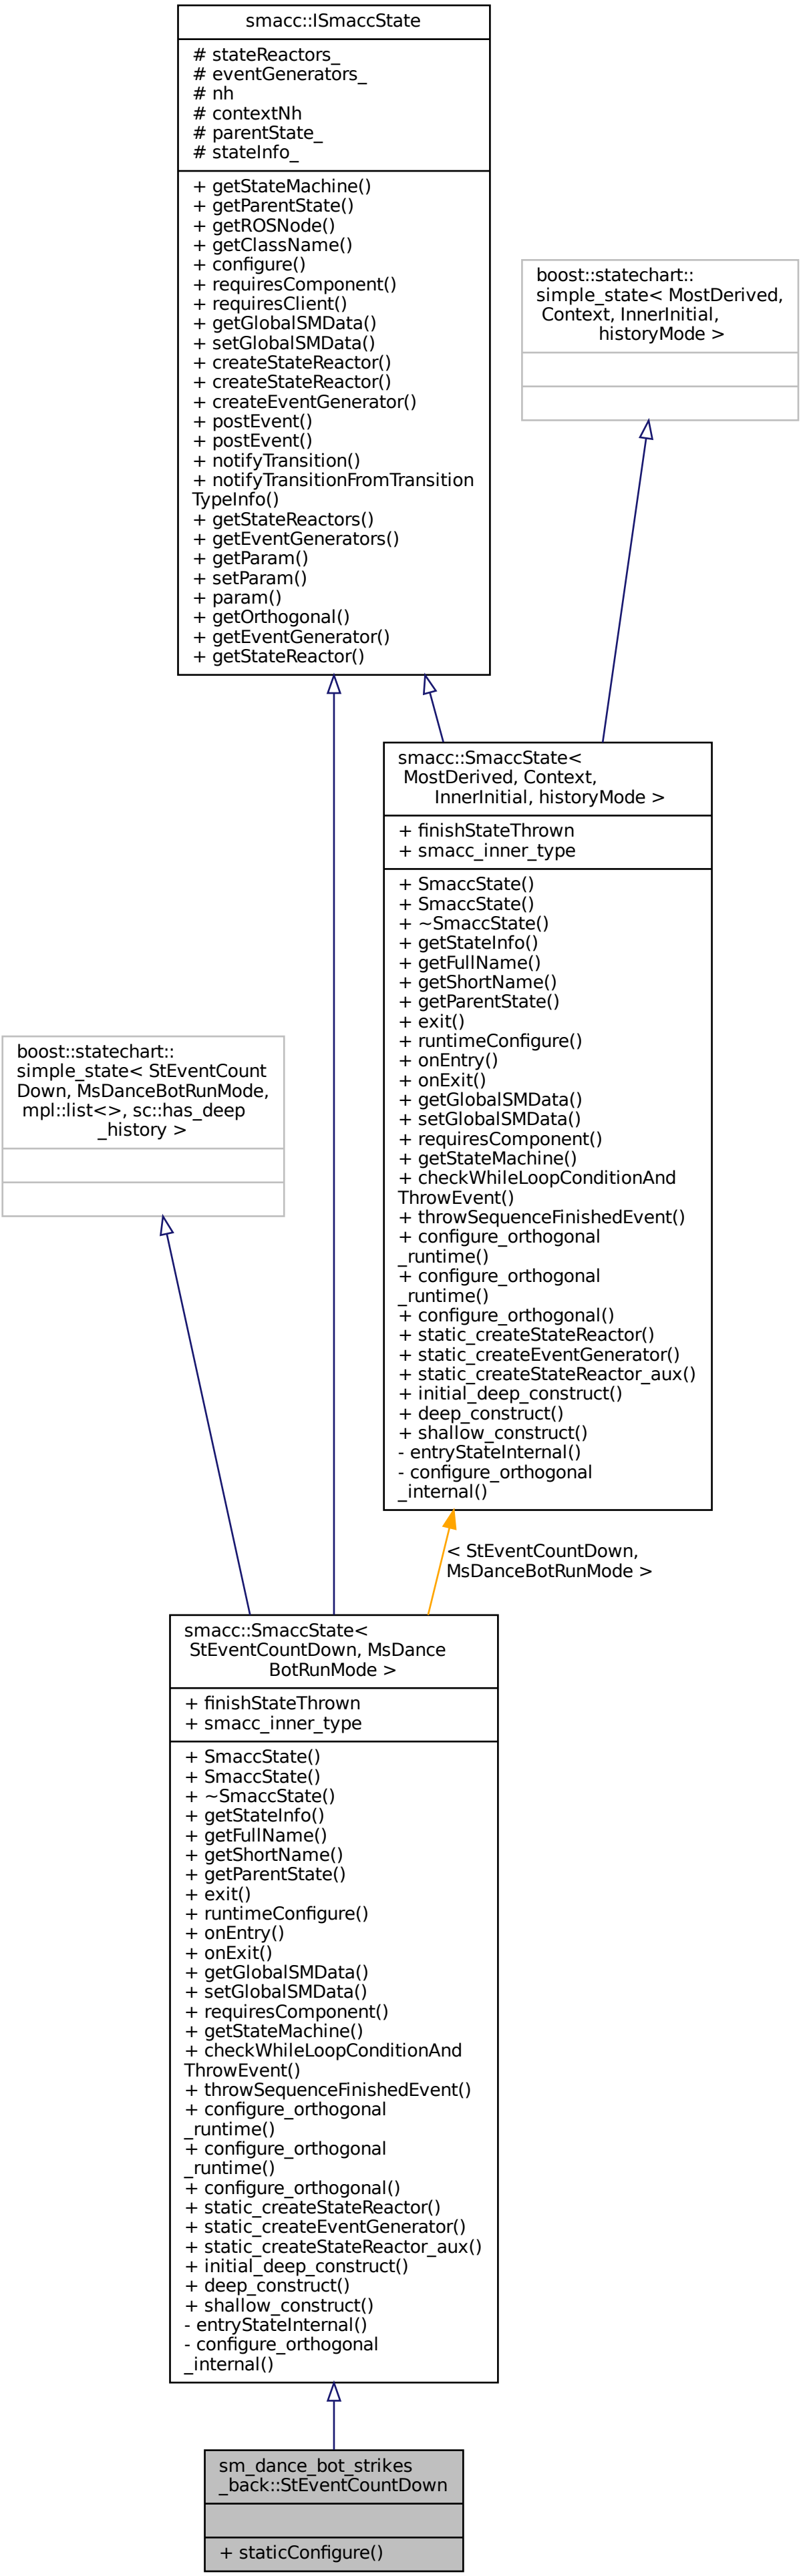 smacc::ISmaccState
# stateReactors_
# eventGenerators_
# nh
# contextNh
# parentState_
# stateInfo_
+ getStateMachine()
+ getParentState()
+ getROSNode()
+ getClassName()
+ configure()
+ requiresComponent()
+ requiresClient()
+ getGlobalSMData()
+ setGlobalSMData()
+ createStateReactor()
+ createStateReactor()
+ createEventGenerator()
+ postEvent()
+ postEvent()
+ notifyTransition()
+ notifyTransitionFromTransition
TypeInfo()
+ getStateReactors()
+ getEventGenerators()
+ getParam()
+ setParam()
+ param()
+ getOrthogonal()
+ getEventGenerator()
+ getStateReactor()
boost::statechart::
simple_state< MostDerived,
Context, InnerInitial,
historyMode >
smacc::SmaccState<
MostDerived, Context,
InnerInitial, historyMode >
+ finishStateThrown
+ smacc_inner_type
+ SmaccState()
+ SmaccState()
+ ~SmaccState()
+ getStateInfo()
+ getFullName()
+ getShortName()
+ getParentState()
+ exit()
+ runtimeConfigure()
+ onEntry()
+ onExit()
+ getGlobalSMData()
+ setGlobalSMData()
+ requiresComponent()
+ getStateMachine()
+ checkWhileLoopConditionAnd
ThrowEvent()
+ throwSequenceFinishedEvent()
+ configure_orthogonal
_runtime()
+ configure_orthogonal
_runtime()
+ configure_orthogonal()
+ static_createStateReactor()
+ static_createEventGenerator()
+ static_createStateReactor_aux()
+ initial_deep_construct()
+ deep_construct()
+ shallow_construct()
- entryStateInternal()
- configure_orthogonal
_internal()
boost::statechart::
simple_state< StEventCount
Down, MsDanceBotRunMode,
mpl::list<>, sc::has_deep
_history >
< StEventCountDown,
MsDanceBotRunMode >
smacc::SmaccState<
StEventCountDown, MsDance
BotRunMode >
+ finishStateThrown
+ smacc_inner_type
+ SmaccState()
+ SmaccState()
+ ~SmaccState()
+ getStateInfo()
+ getFullName()
+ getShortName()
+ getParentState()
+ exit()
+ runtimeConfigure()
+ onEntry()
+ onExit()
+ getGlobalSMData()
+ setGlobalSMData()
+ requiresComponent()
+ getStateMachine()
+ checkWhileLoopConditionAnd
ThrowEvent()
+ throwSequenceFinishedEvent()
+ configure_orthogonal
_runtime()
+ configure_orthogonal
_runtime()
+ configure_orthogonal()
+ static_createStateReactor()
+ static_createEventGenerator()
+ static_createStateReactor_aux()
+ initial_deep_construct()
+ deep_construct()
+ shallow_construct()
- entryStateInternal()
- configure_orthogonal
_internal()
sm_dance_bot_strikes
_back::StEventCountDown
+ staticConfigure()